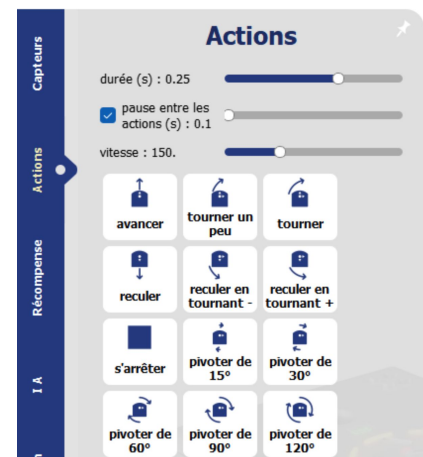 Actions
Capteurs
Actions
Récompense
I A
durée (s) : 0.25
pause entre les
actions (s) : 0.1
vitesse : 150.
avancer
tourner un
peu
tourner
reculer
reculer en
tournant -
reculer en
tournant +
s'arrêter
pivoter de
15°
pivoter de
30°
pivoter de
60°
pivoter de
90°
pivoter de
120°